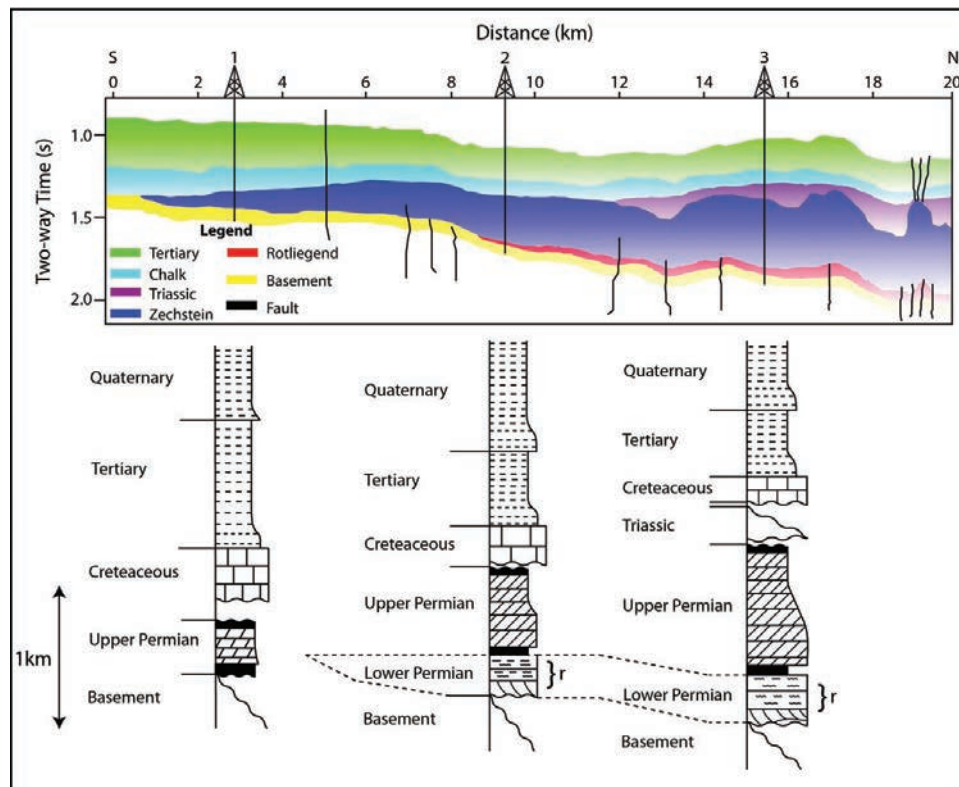 Distance (km)
S 1 2 3 N
0 2 4 6 8 10 12 14 16 18 20
Two-way Time (s)
1.0
1.5
2.0
Legend
Tertiary
Chalk
Triassic
Zechstein
Rotliegend
Basement
Fault
Quaternary
Tertiary
Creteaceous
Upper Permian
Basement
1km
Quaternary
Tertiary
Creteaceous
Upper Permian
Lower Permian
r
Basement
Quaternary
Tertiary
Creteaceous
Triassic
Upper Permian
Lower Permian
r
Basement